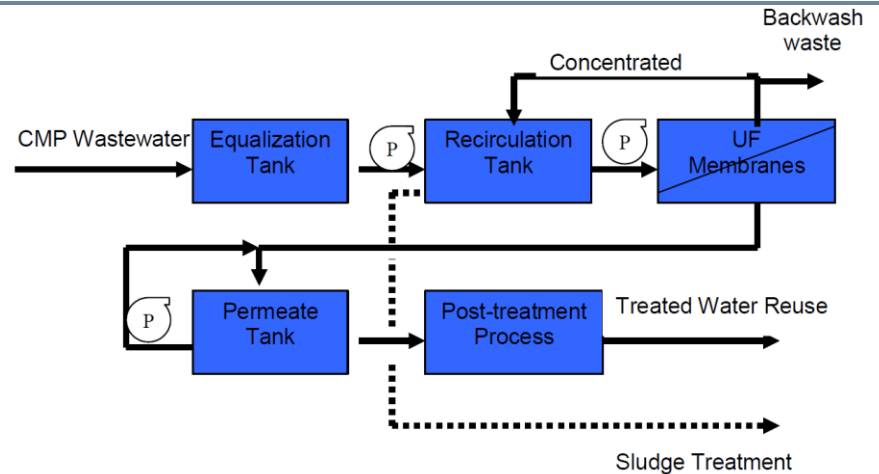 Backwash
waste
Concentrated
CMP Wastewater
Equalization
Tank
P
Recirculation
Tank
P
UF
Membranes
P
Permeate
Tank
Post-treatment
Process
Treated Water Reuse
Sludge Treatment